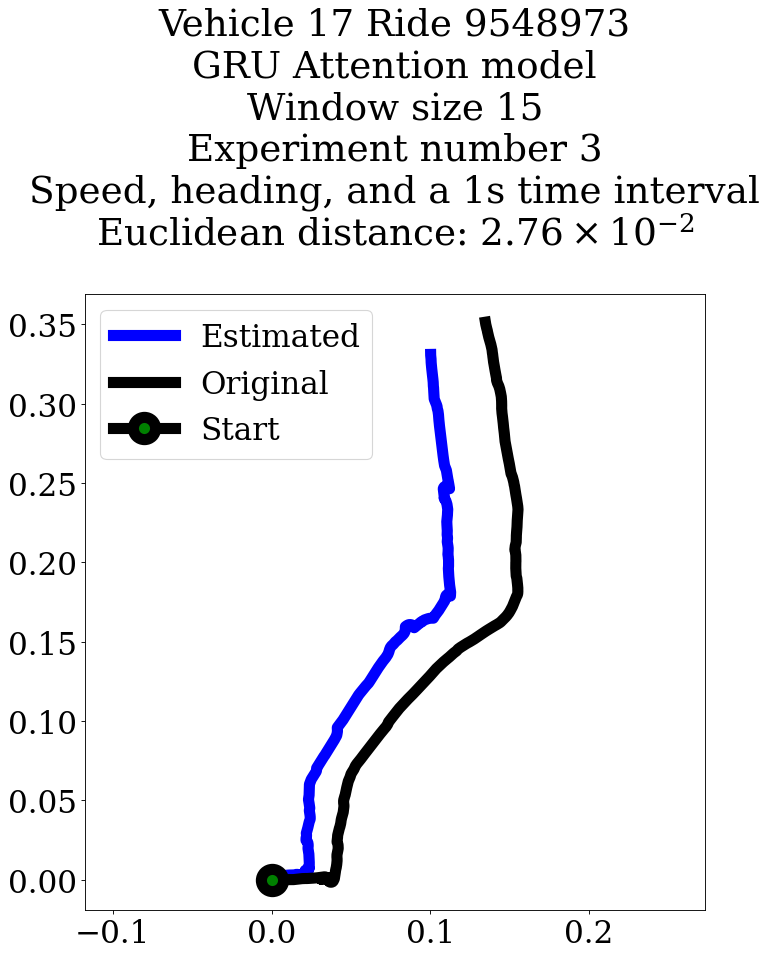 Vehicle 17 Ride 9548973
GRU Attention model
Window size 15
Experiment number 3
Speed, heading, and a 1s time interval
Euclidean distance: 2.76 × 10⁻²
Estimated
Original
Start
0.35
0.30
0.25
0.20
0.15
0.10
0.05
0.00
−0.1 0.0 0.1 0.2